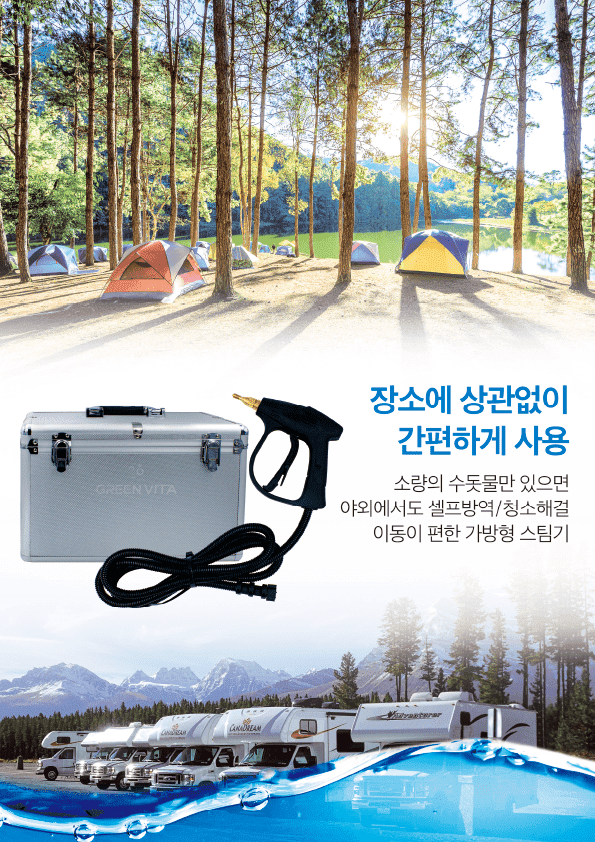 장소에 상관없이
간편하게 사용
GREEN VITA
소량의 수돗물만 있으면
야외에서도 셀프방역/칭소해결
이동이 편한 가방형 스팀기
CANADREAM
CANADREAM
Adventurer